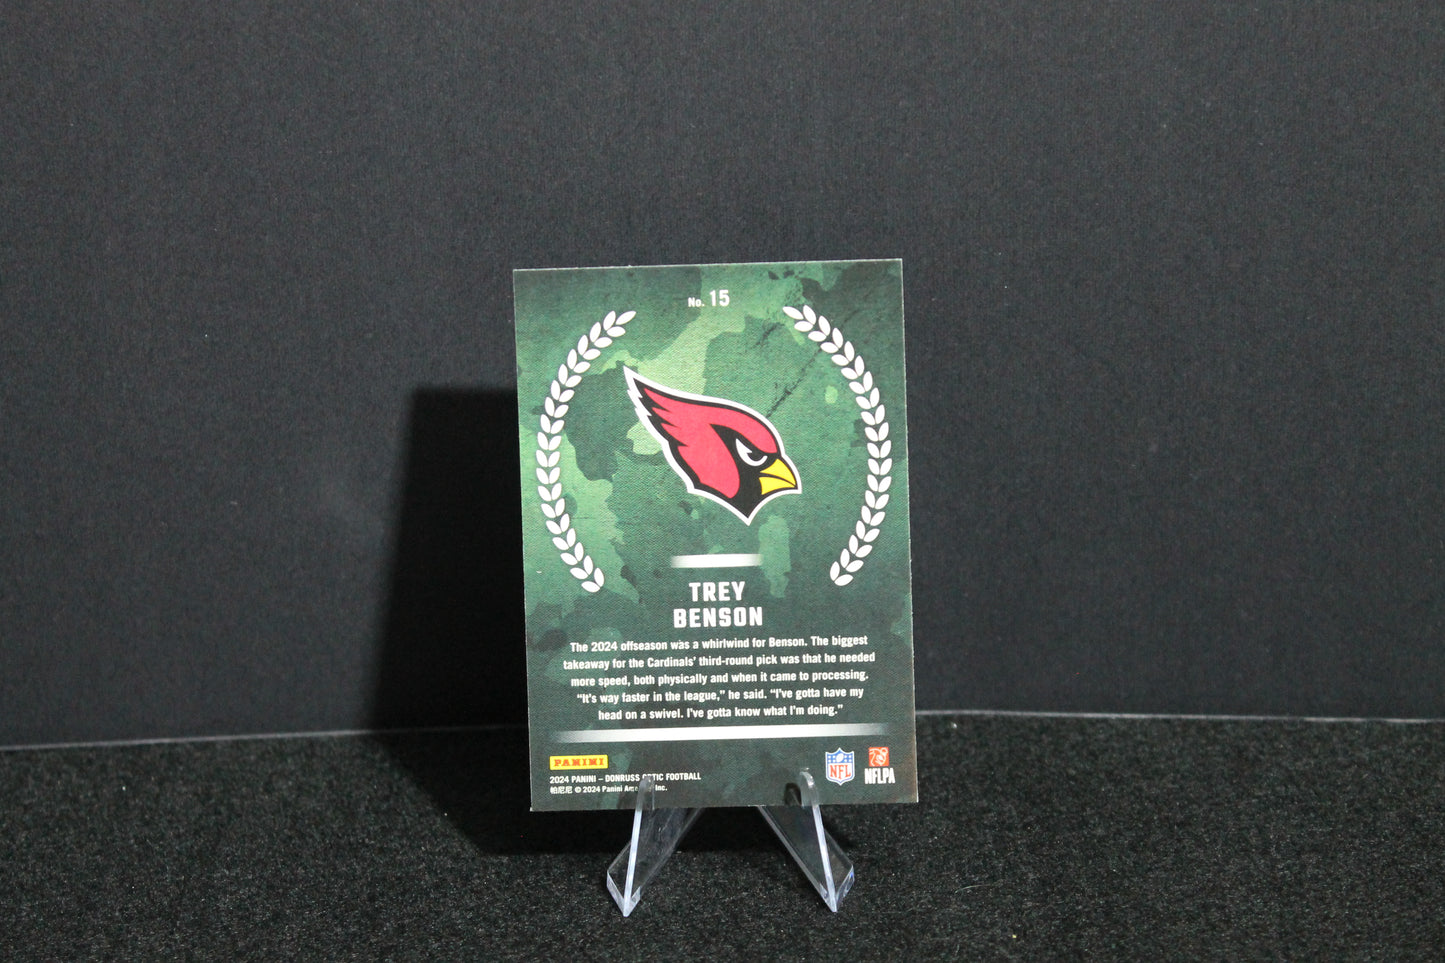 No. 15
TREY
BENSON
The 2024 offseason was a whirlwind for Benson. The biggest
takeaway for the Cardinals' third-round pick was that he needed
more speed, both physically and when it came to processing.
"It's way faster in the league," he said. "I've gotta have my
head on a swivel. I've gotta know what I'm doing."
PANINI
2024 PANINI – DONRUSS OPTIC FOOTBALL
帕尼尼 © 2024 Panini America, Inc.
NFL
NFLPA